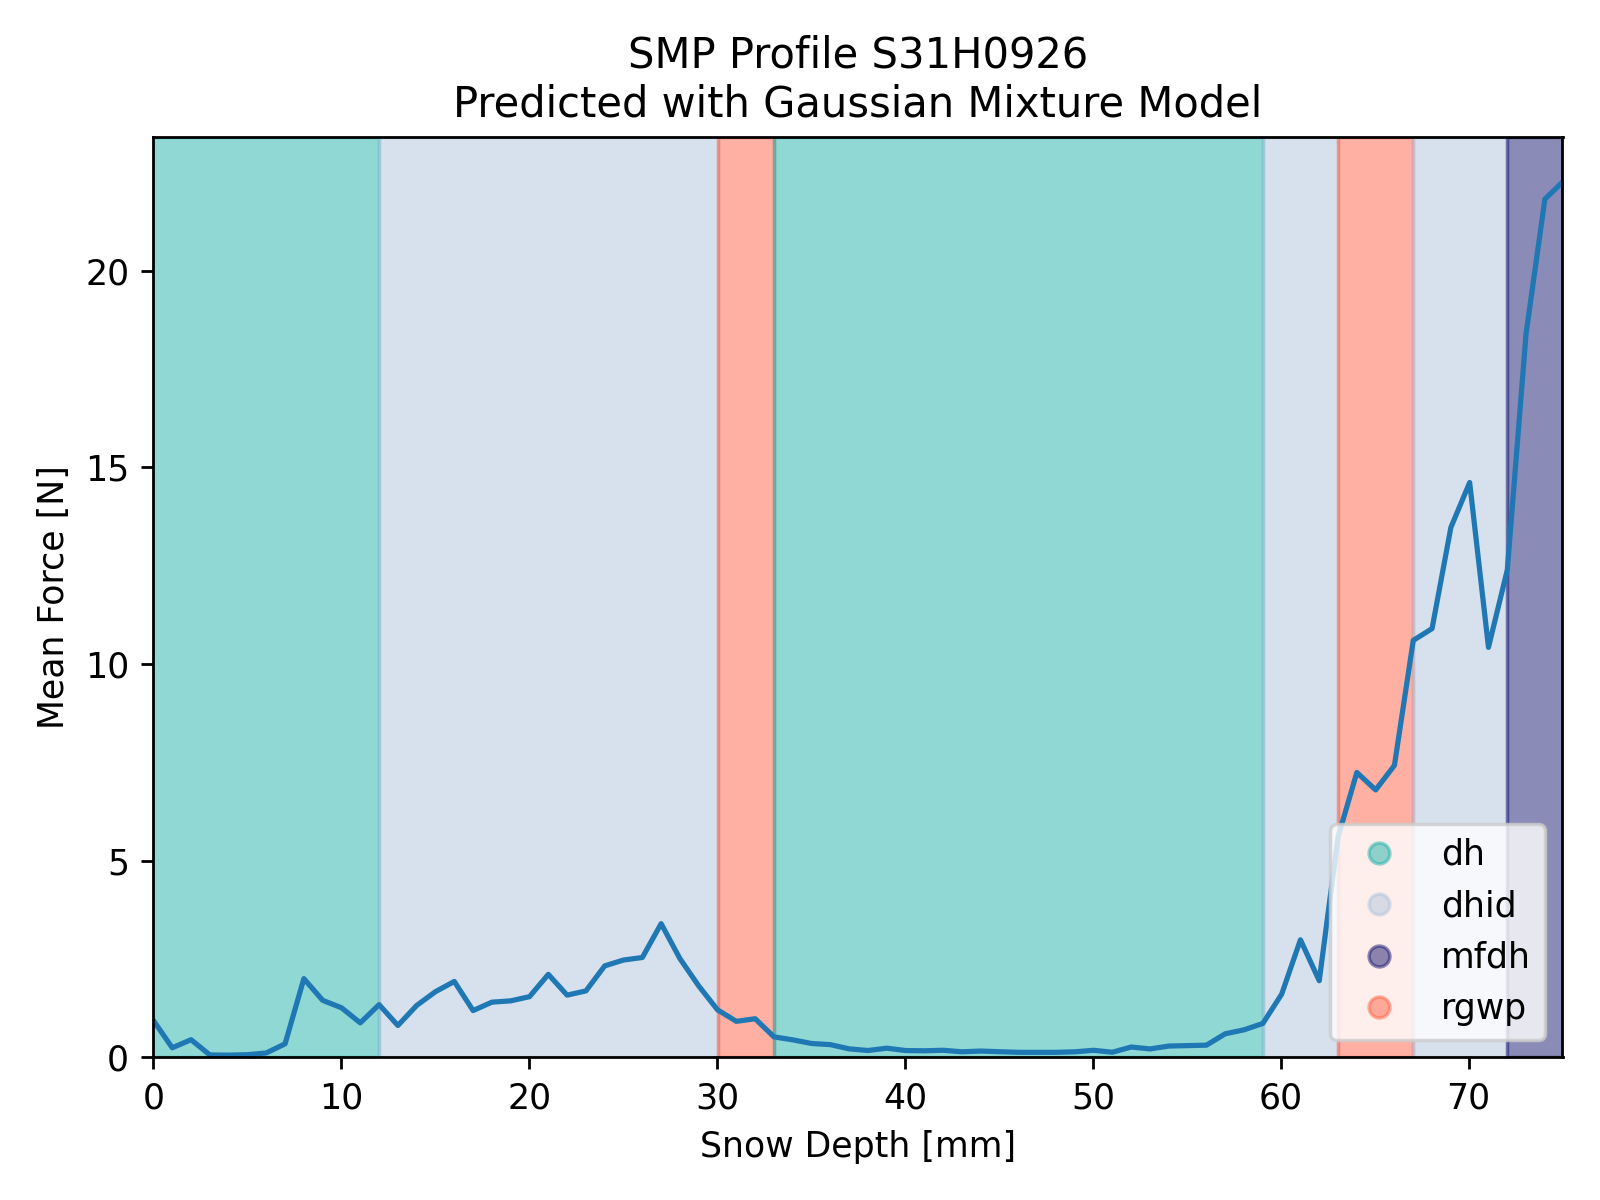 SMP Profile S31H0926
Predicted with Gaussian Mixture Model
Mean Force [N]
20
15
10
5
0
dh
dhid
mfdh
rgwp
0 10 20 30 40 50 60 70
Snow Depth [mm]